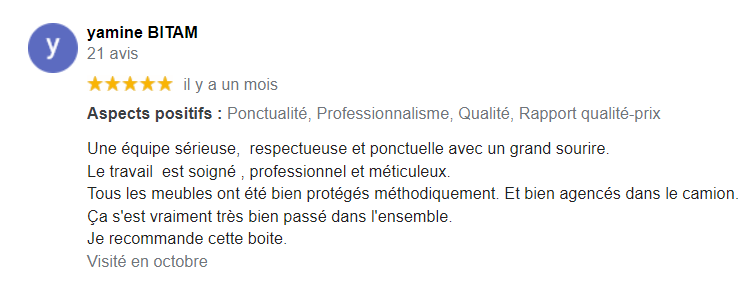 y
yamine BITAM
21 avis
il y a un mois
Aspects positifs : Ponctualité, Professionnalisme, Qualité, Rapport qualité-prix
Une équipe sérieuse,  respectueuse et ponctuelle avec un grand sourire.
Le travail  est soigné , professionnel et méticuleux.
Tous les meubles ont été bien protégés méthodiquement. Et bien agencés dans le camion.
Ça s'est vraiment très bien passé dans l'ensemble.
Je recommande cette boite.
Visité en octobre